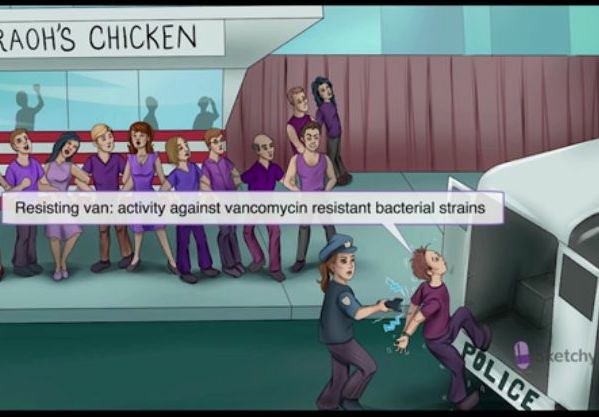 RAOH'S CHICKEN
Resisting van: activity against vancomycin resistant bacterial strains
POLICE
sketchy